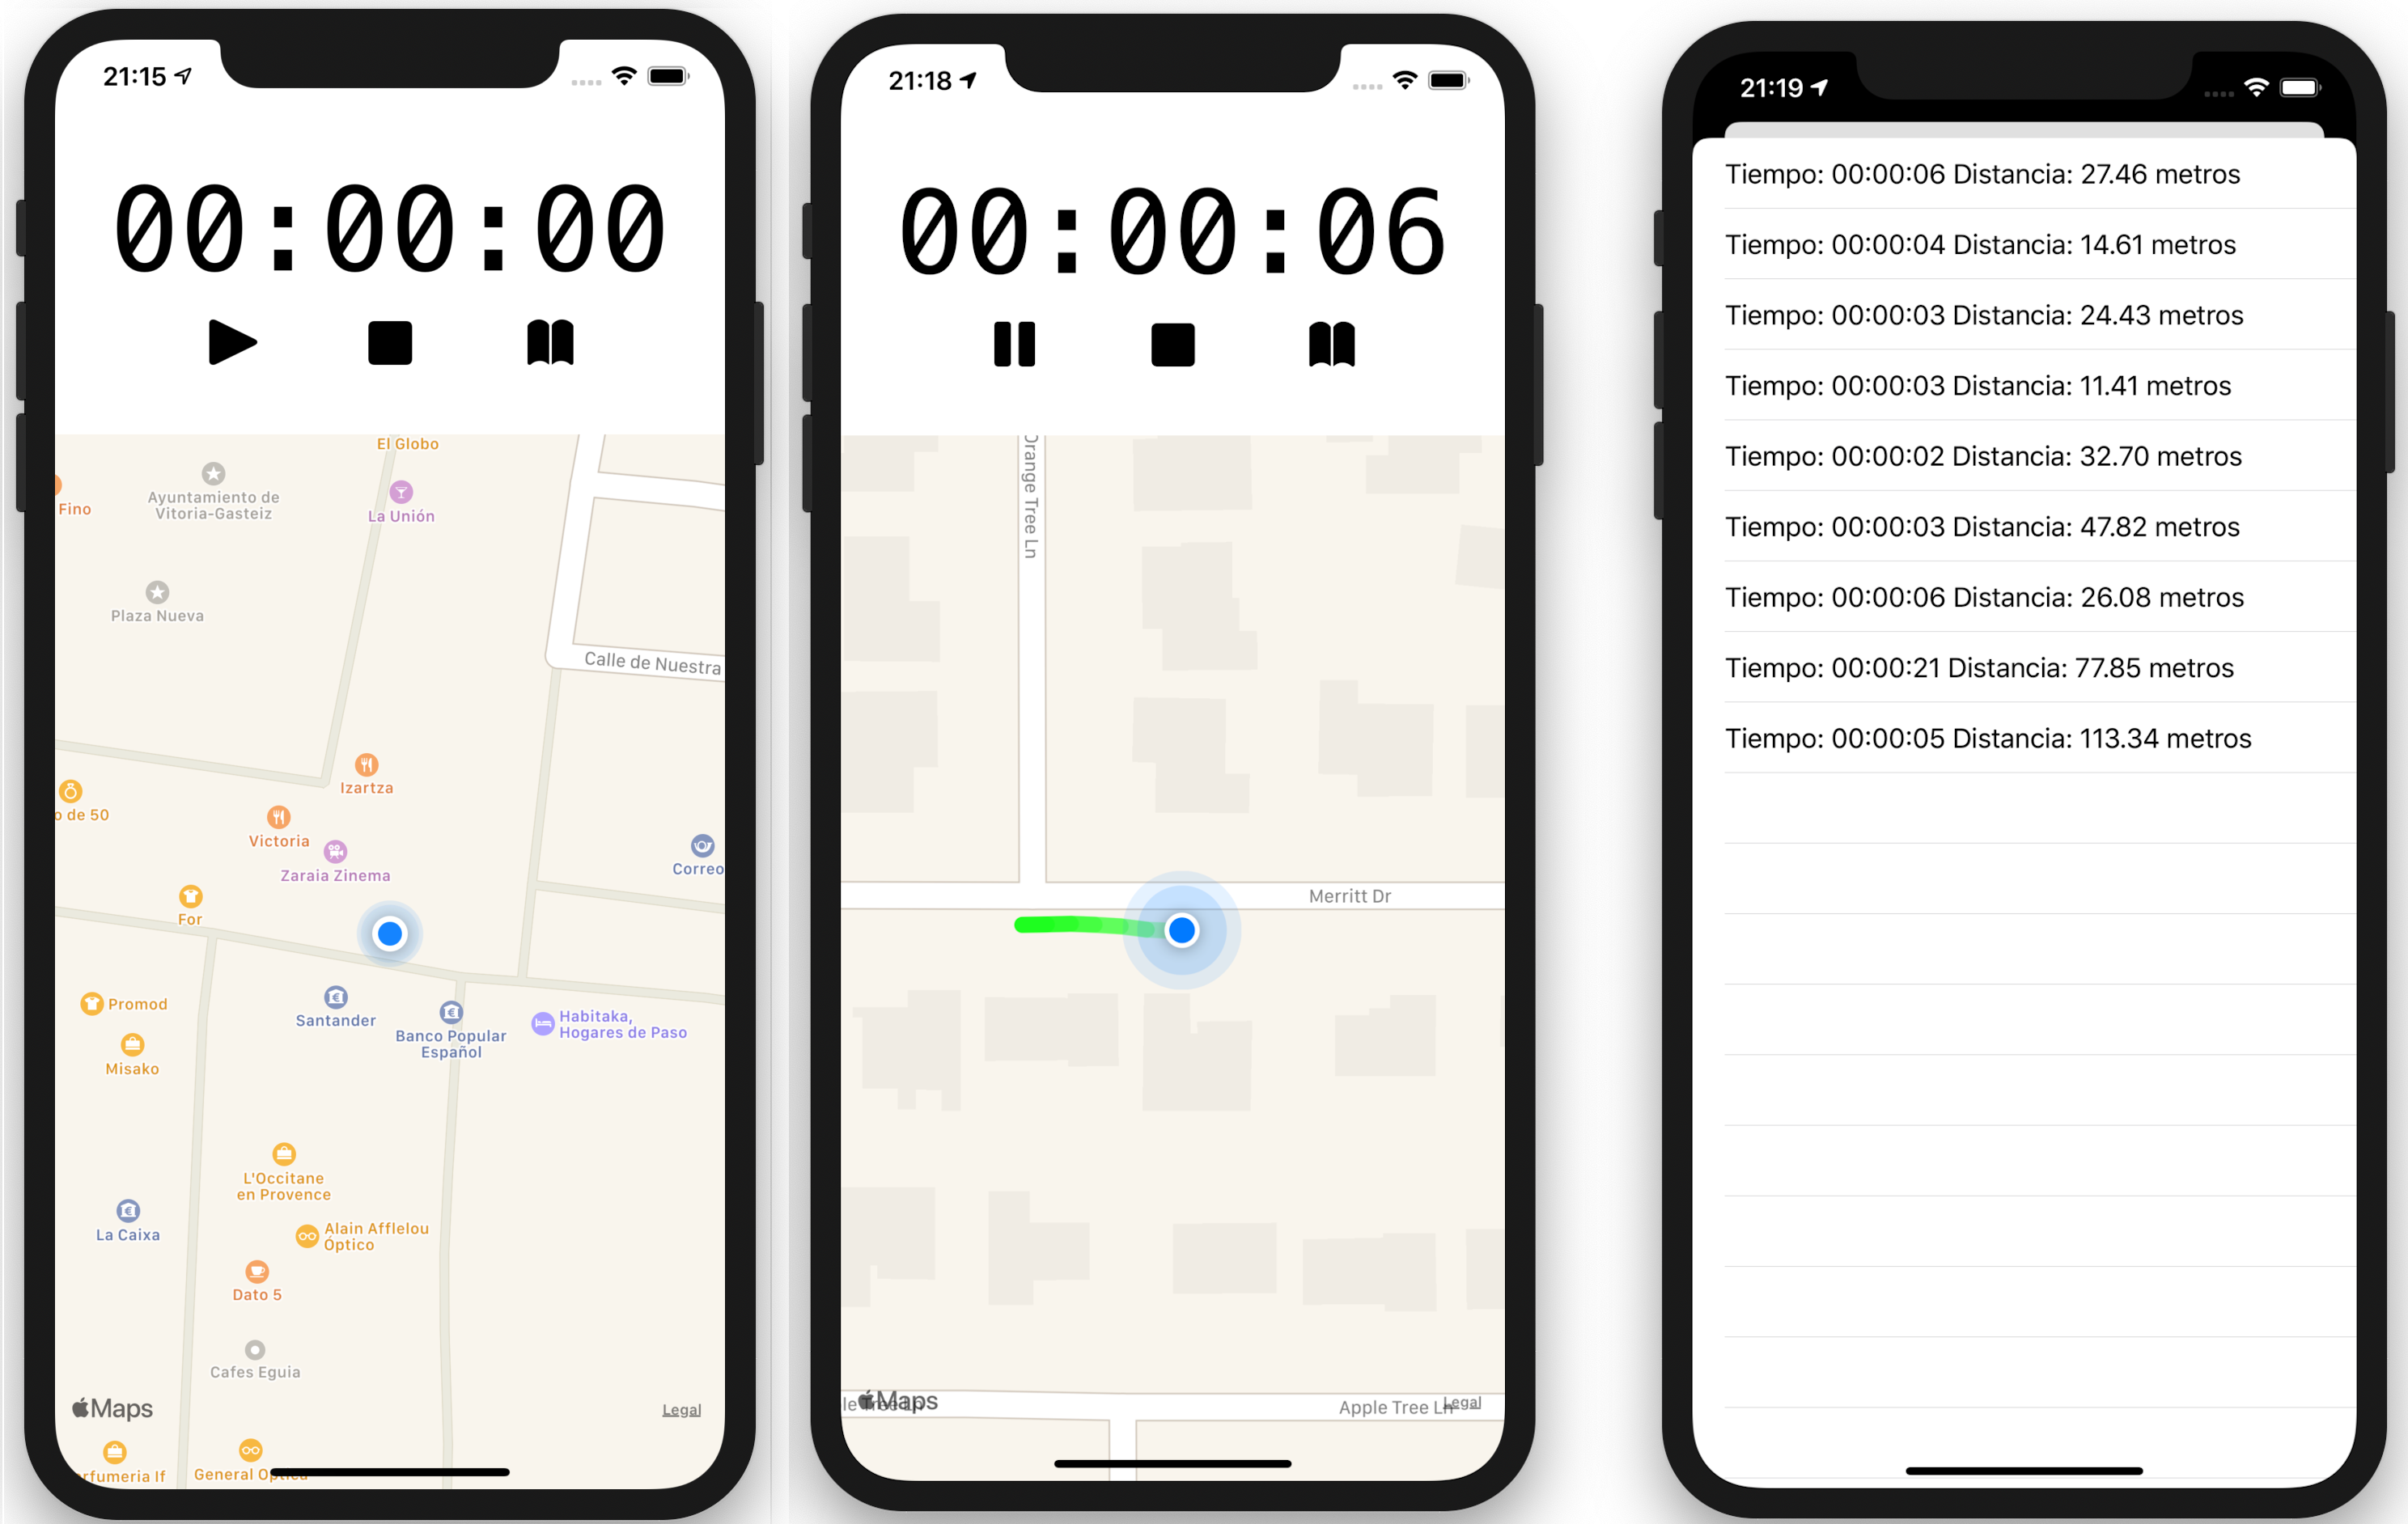 21:15
00:00:00
El Globo
Ayuntamiento de
Vitoria-Gasteiz
Fino
La Unión
Plaza Nueva
Calle de Nuestra
Izartza
o de 50
Victoria
Zaraia Zinema
Correo
For
Promod
Santander
Banco Popular
Español
Habitaka,
Hogares de Paso
Misako
L'Occitane
en Provence
La Caixa
Alain Afflelou
Óptico
Dato 5
Cafes Eguia
Maps
Legal
rfumeria If
General Optica
21:18
00:00:06
Orange Tree Ln
Merritt Dr
le Tree Ln
Maps
Apple Tree Ln
Legal
21:19
Tiempo: 00:00:06 Distancia: 27.46 metros
Tiempo: 00:00:04 Distancia: 14.61 metros
Tiempo: 00:00:03 Distancia: 24.43 metros
Tiempo: 00:00:03 Distancia: 11.41 metros
Tiempo: 00:00:02 Distancia: 32.70 metros
Tiempo: 00:00:03 Distancia: 47.82 metros
Tiempo: 00:00:06 Distancia: 26.08 metros
Tiempo: 00:00:21 Distancia: 77.85 metros
Tiempo: 00:00:05 Distancia: 113.34 metros